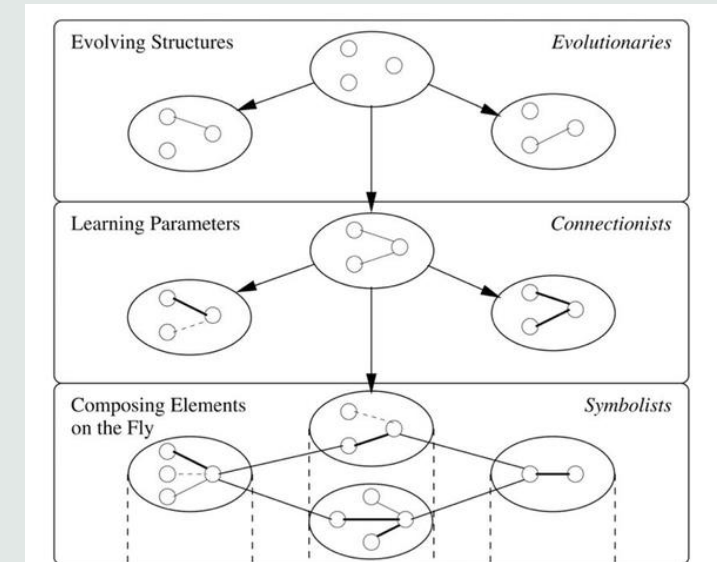 Evolving Structures
Evolutionaries
Learning Parameters
Connectionists
Composing Elements
on the Fly
Symbolists